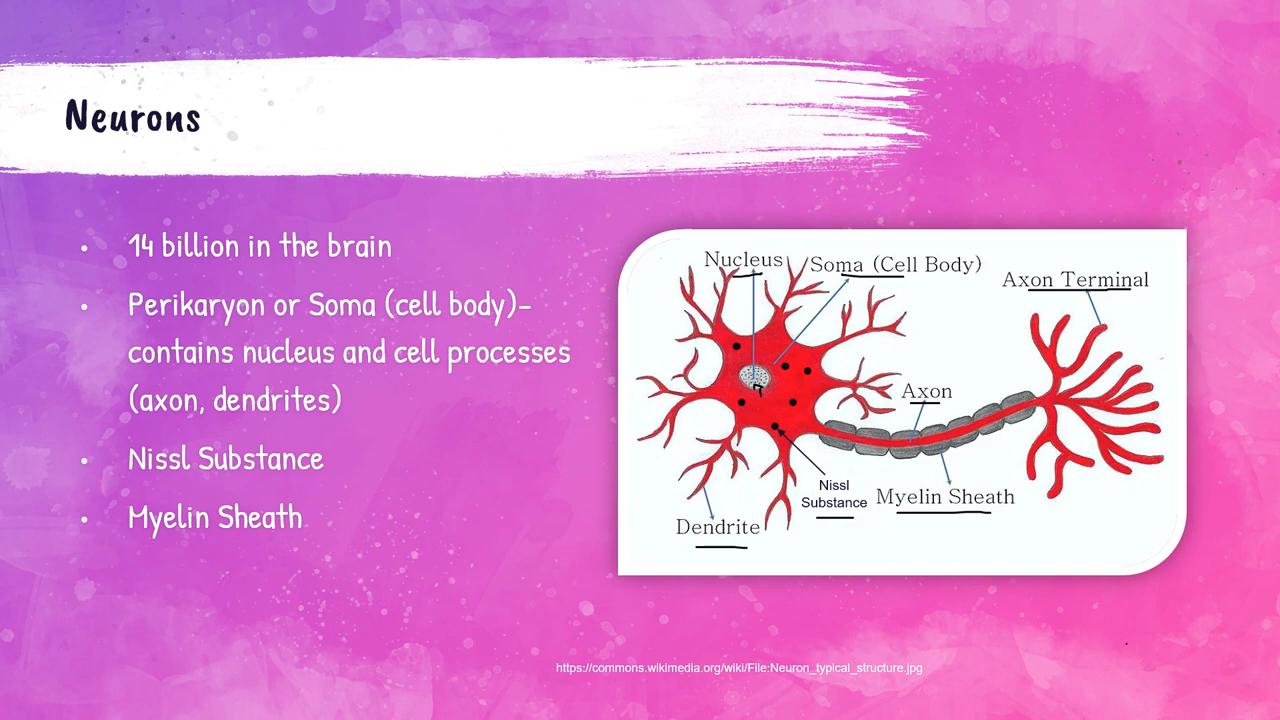 Neurons
14 billion in the brain
Perikaryon or Soma (cell body)-
contains nucleus and cell processes
(axon, dendrites)
Nissl Substance
Myelin Sheath
Nucleus
Soma (Cell Body)
Axon Terminal
Axon
Nissl
Substance
Myelin Sheath
Dendrite
https://commons.wikimedia.org/wiki/File:Neuron_typical_structure.jpg